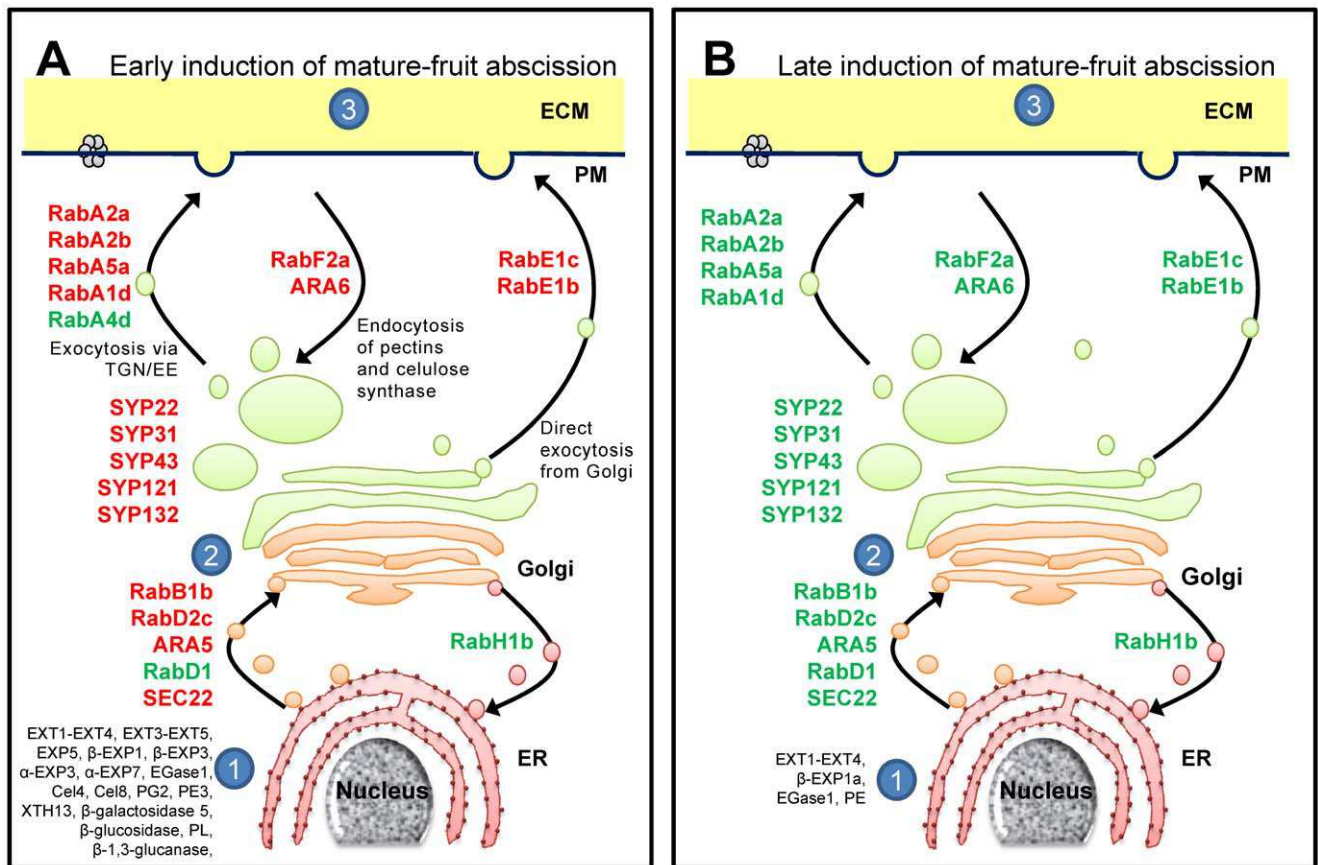 A
Early induction of mature-fruit abscission
3
ECM
PM
RabA2a
RabA2b
RabA5a
RabA1d
RabA4d
Exocytosis via
TGN/EE
RabF2a
ARA6
Endocytosis
of pectins
and celulose
synthase
RabE1c
RabE1b
Direct
exocytosis
from Golgi
SYP22
SYP31
SYP43
SYP121
SYP132
2
Golgi
RabB1b
RabD2c
ARA5
RabD1
SEC22
RabH1b
EXT1-EXT4, EXT3-EXT5,
EXP5, β-EXP1, β-EXP3,
α-EXP3, α-EXP7, EGase1,
Cel4, Cel8, PG2, PE3,
XTH13, β-galactosidase 5,
β-glucosidase, PL,
β-1,3-glucanase,
1
ER
Nucleus
B
Late induction of mature-fruit abscission
3
ECM
PM
RabA2a
RabA2b
RabA5a
RabA1d
RabF2a
ARA6
RabE1c
RabE1b
SYP22
SYP31
SYP43
SYP121
SYP132
2
Golgi
RabB1b
RabD2c
ARA5
RabD1
SEC22
RabH1b
EXT1-EXT4,
β-EXP1a,
EGase1, PE
1
ER
Nucleus